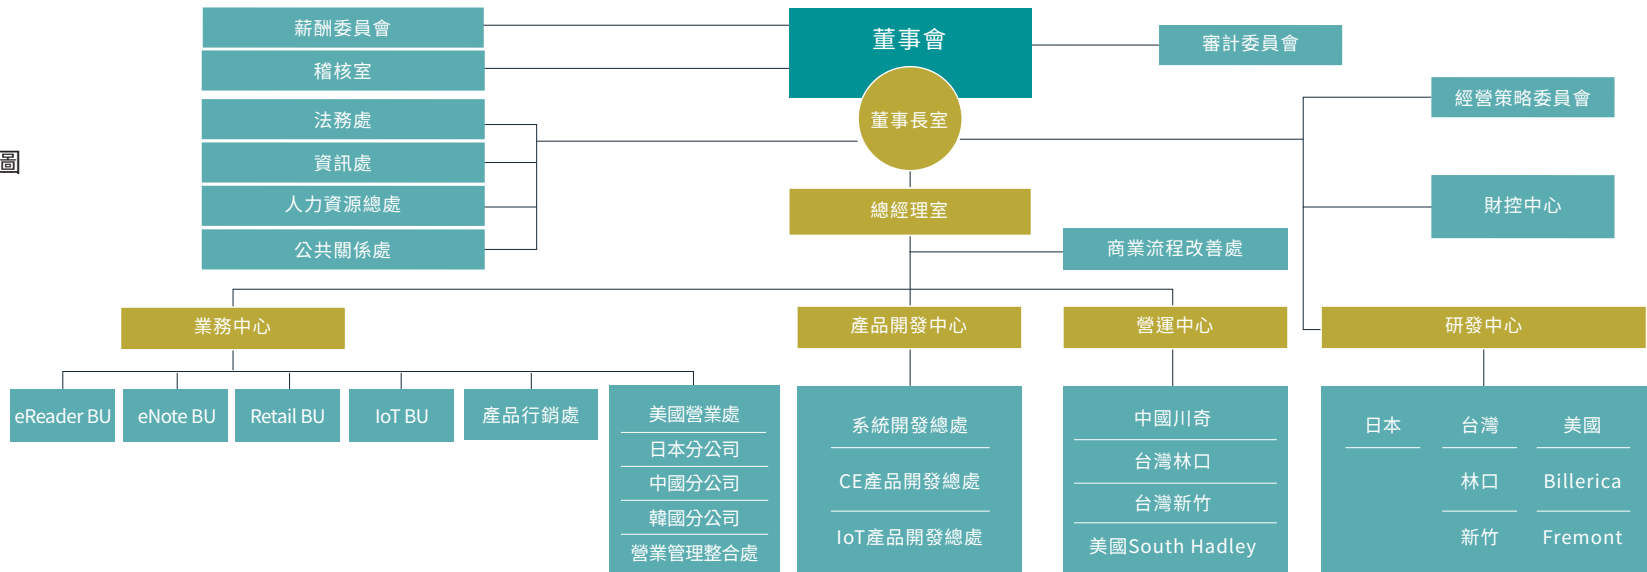 薪酬委員會
董事會
審計委員會
稽核室
經營策略委員會
法務處
董事長室
圖
資訊處
人力資源總處
總經理室
財控中心
公共關係處
商業流程改善處
業務中心
產品開發中心
營運中心
研發中心
eReader BU
eNote BU
Retail BU
IoT BU
產品行銷處
美國營業處
日本分公司
中國分公司
韓國分公司
營業管理整合處
系統開發總處
CE產品開發總處
IoT產品開發總處
中國川奇
台灣林口
台灣新竹
美國South Hadley
日本
台灣
美國
林口
Billerica
新竹
Fremont